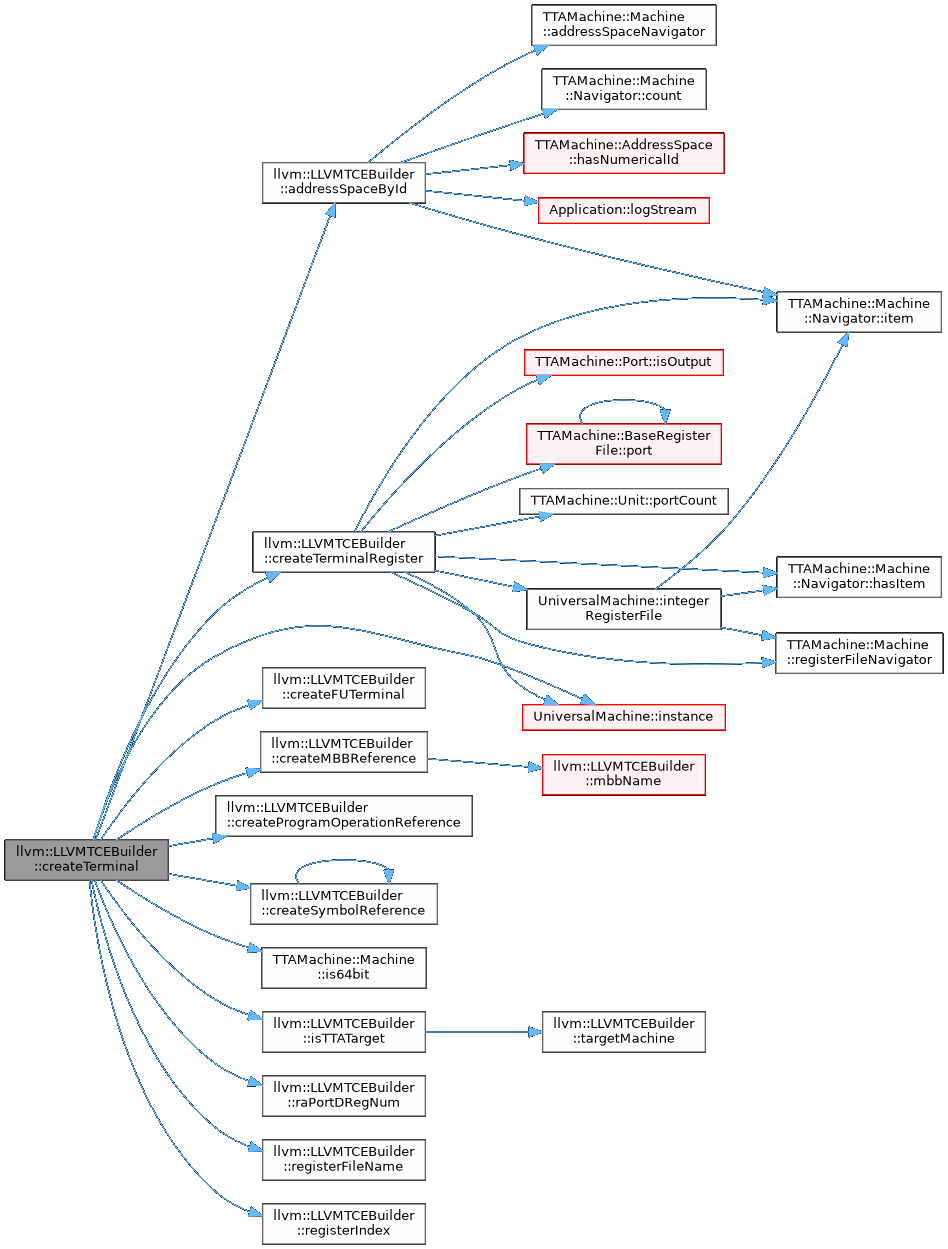 TTAMachine::Machine
::addressSpaceNavigator
TTAMachine::Machine
::Navigator::count
TTAMachine::AddressSpace
::hasNumericalId
llvm::LLVMTCEBuilder
::addressSpaceById
Application::logStream
TTAMachine::Machine
::Navigator::item
TTAMachine::Port::isOutput
TTAMachine::BaseRegister
File::port
TTAMachine::Unit::portCount
llvm::LLVMTCEBuilder
::createTerminalRegister
TTAMachine::Machine
::Navigator::hasItem
UniversalMachine::integer
RegisterFile
TTAMachine::Machine
::registerFileNavigator
llvm::LLVMTCEBuilder
::createFUTerminal
UniversalMachine::instance
llvm::LLVMTCEBuilder
::createMBBReference
llvm::LLVMTCEBuilder
::mbbName
llvm::LLVMTCEBuilder
::createProgramOperationReference
llvm::LLVMTCEBuilder
::createTerminal
llvm::LLVMTCEBuilder
::createSymbolReference
TTAMachine::Machine
::is64bit
llvm::LLVMTCEBuilder
::isTTATarget
llvm::LLVMTCEBuilder
::targetMachine
llvm::LLVMTCEBuilder
::raPortDRegNum
llvm::LLVMTCEBuilder
::registerFileName
llvm::LLVMTCEBuilder
::registerIndex